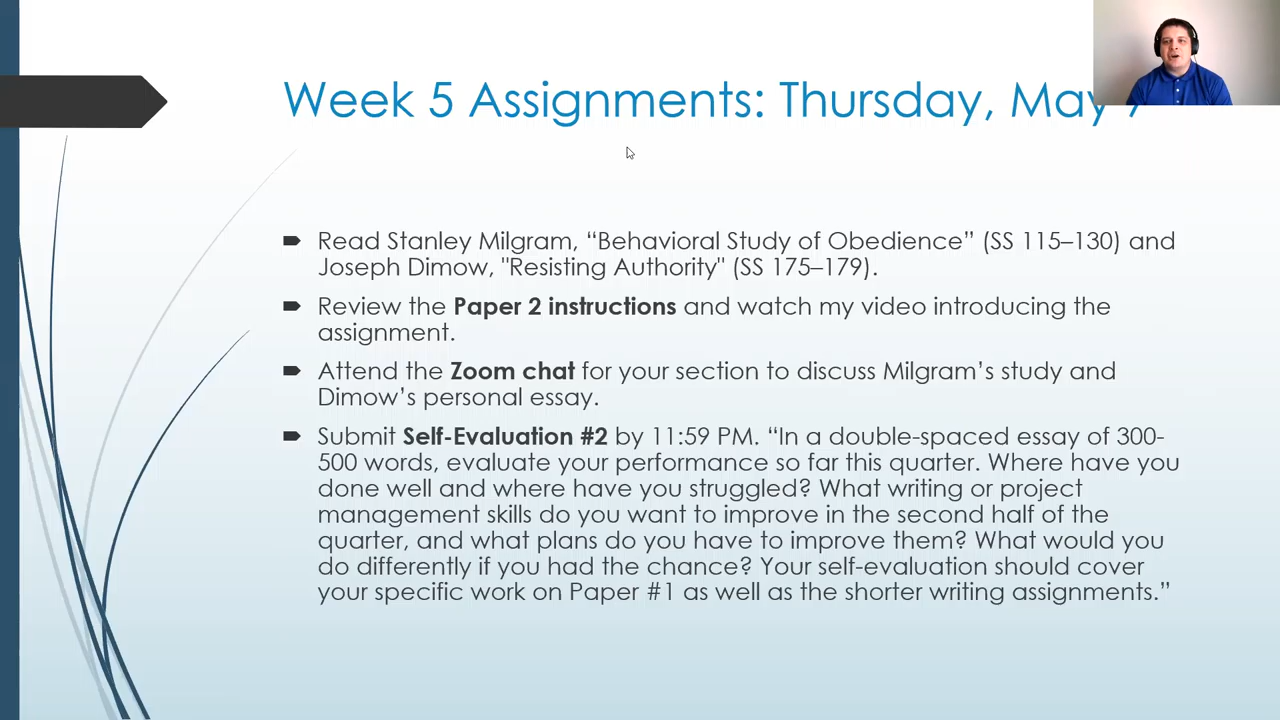 Week 5 Assignments: Thursday, May
Read Stanley Milgram, “Behavioral Study of Obedience” (SS 115–130) and
Joseph Dimow, "Resisting Authority" (SS 175–179).
Review the Paper 2 instructions and watch my video introducing the
assignment.
Attend the Zoom chat for your section to discuss Milgram’s study and
Dimow’s personal essay.
Submit Self-Evaluation #2 by 11:59 PM. “In a double-spaced essay of 300-
500 words, evaluate your performance so far this quarter. Where have you
done well and where have you struggled? What writing or project
management skills do you want to improve in the second half of the
quarter, and what plans do you have to improve them? What would you
do differently if you had the chance? Your self-evaluation should cover
your specific work on Paper #1 as well as the shorter writing assignments.”